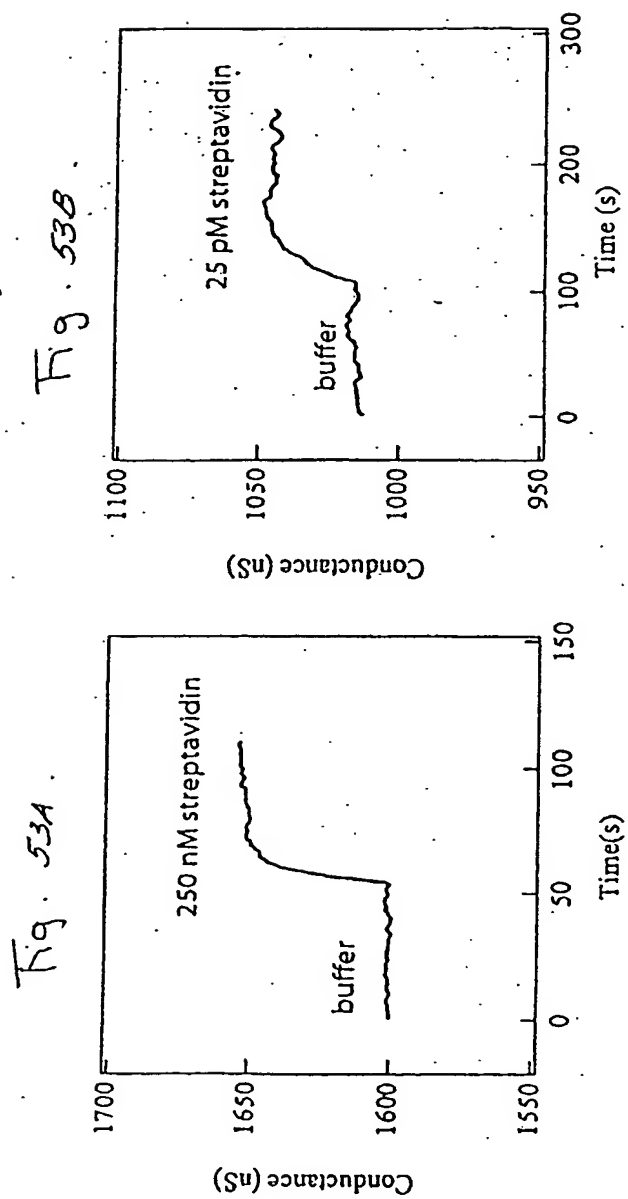 Fig. 53A.
Conductance (nS)
1700
1650
1600
1550
250 nM streptavidin
buffer
0
50
100
150
Time(s)
Fig. 53B.
Conductance (nS)
1100
1050
1000
950
25 pM streptavidin
buffer
0
100
200
300
Time (s)